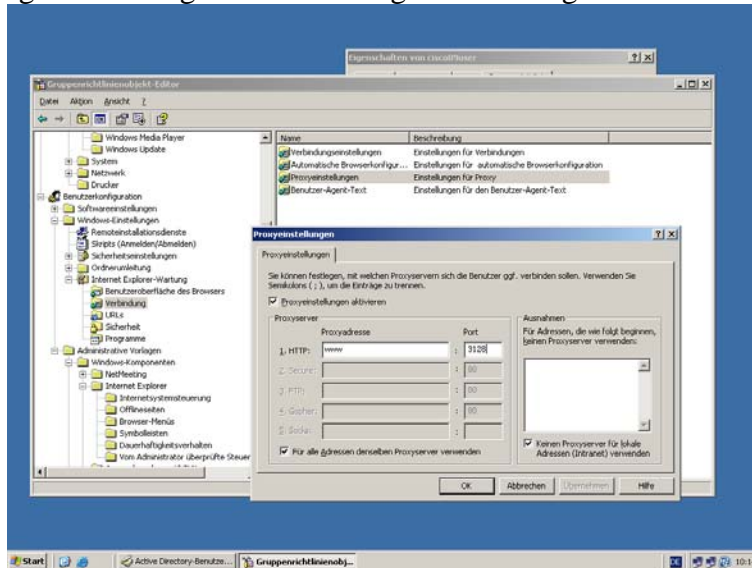 Eigenschaften von
Gruppenrichtlinienobjekt-Editor
Datei Aktion Ansicht ?
Windows Media Player
Windows Update
System
Netzwerk
Drucker
Benutzerkonfiguration
Softwareeinstellungen
Windows-Einstellungen
Remoteinstallationsdienste
Skripts (Anmelden/Abmelden)
Sicherheitseinstellungen
Ordnerumleitung
Internet Explorer-Wartung
Benutzeroberfläche des Browsers
Verbindung
URLs
Sicherheit
Programme
Administrative Vorlagen
Windows-Komponenten
NetMeeting
Internet Explorer
Internetsystemsteuerung
Offlineseiten
Browser-Menüs
Symbolleisten
Dauerhaftigkeitsverhalten
Vom Administrator überprüfte Steuer
Name Beschreibung
Verbindungseinstellungen Einstellungen für Verbindungen
Automatische Browserkonfigur... Einstellungen für automatische Browserkonfiguration
Proxyeinstellungen Einstellungen für Proxy
Benutzer-Agent-Text Einstellungen für den Benutzer-Agent-Text
Proxyeinstellungen
Proxyeinstellungen
Sie können festlegen, mit welchen Proxyservern sich die Benutzer ggf. verbinden sollen. Verwenden Sie
Semikolons ( ; ), um die Einträge zu trennen.
Proxyeinstellungen aktivieren
Proxyserver
Proxyadresse Port
1. HTTP: www : 3128
2. Secure: : 80
3. FTP: : 80
4. Gopher: : 80
5. Socks: :
Für alle Adressen denselben Proxyserver verwenden
Ausnahmen
Für Adressen, die wie folgt beginnen,
keinen Proxyserver verwenden:
Keinen Proxyserver für lokale
Adressen (Intranet) verwenden
OK Abbrechen Übernehmen Hilfe
Start Active Directory-Benutze... Gruppenrichtlinienobj... DE 10:1